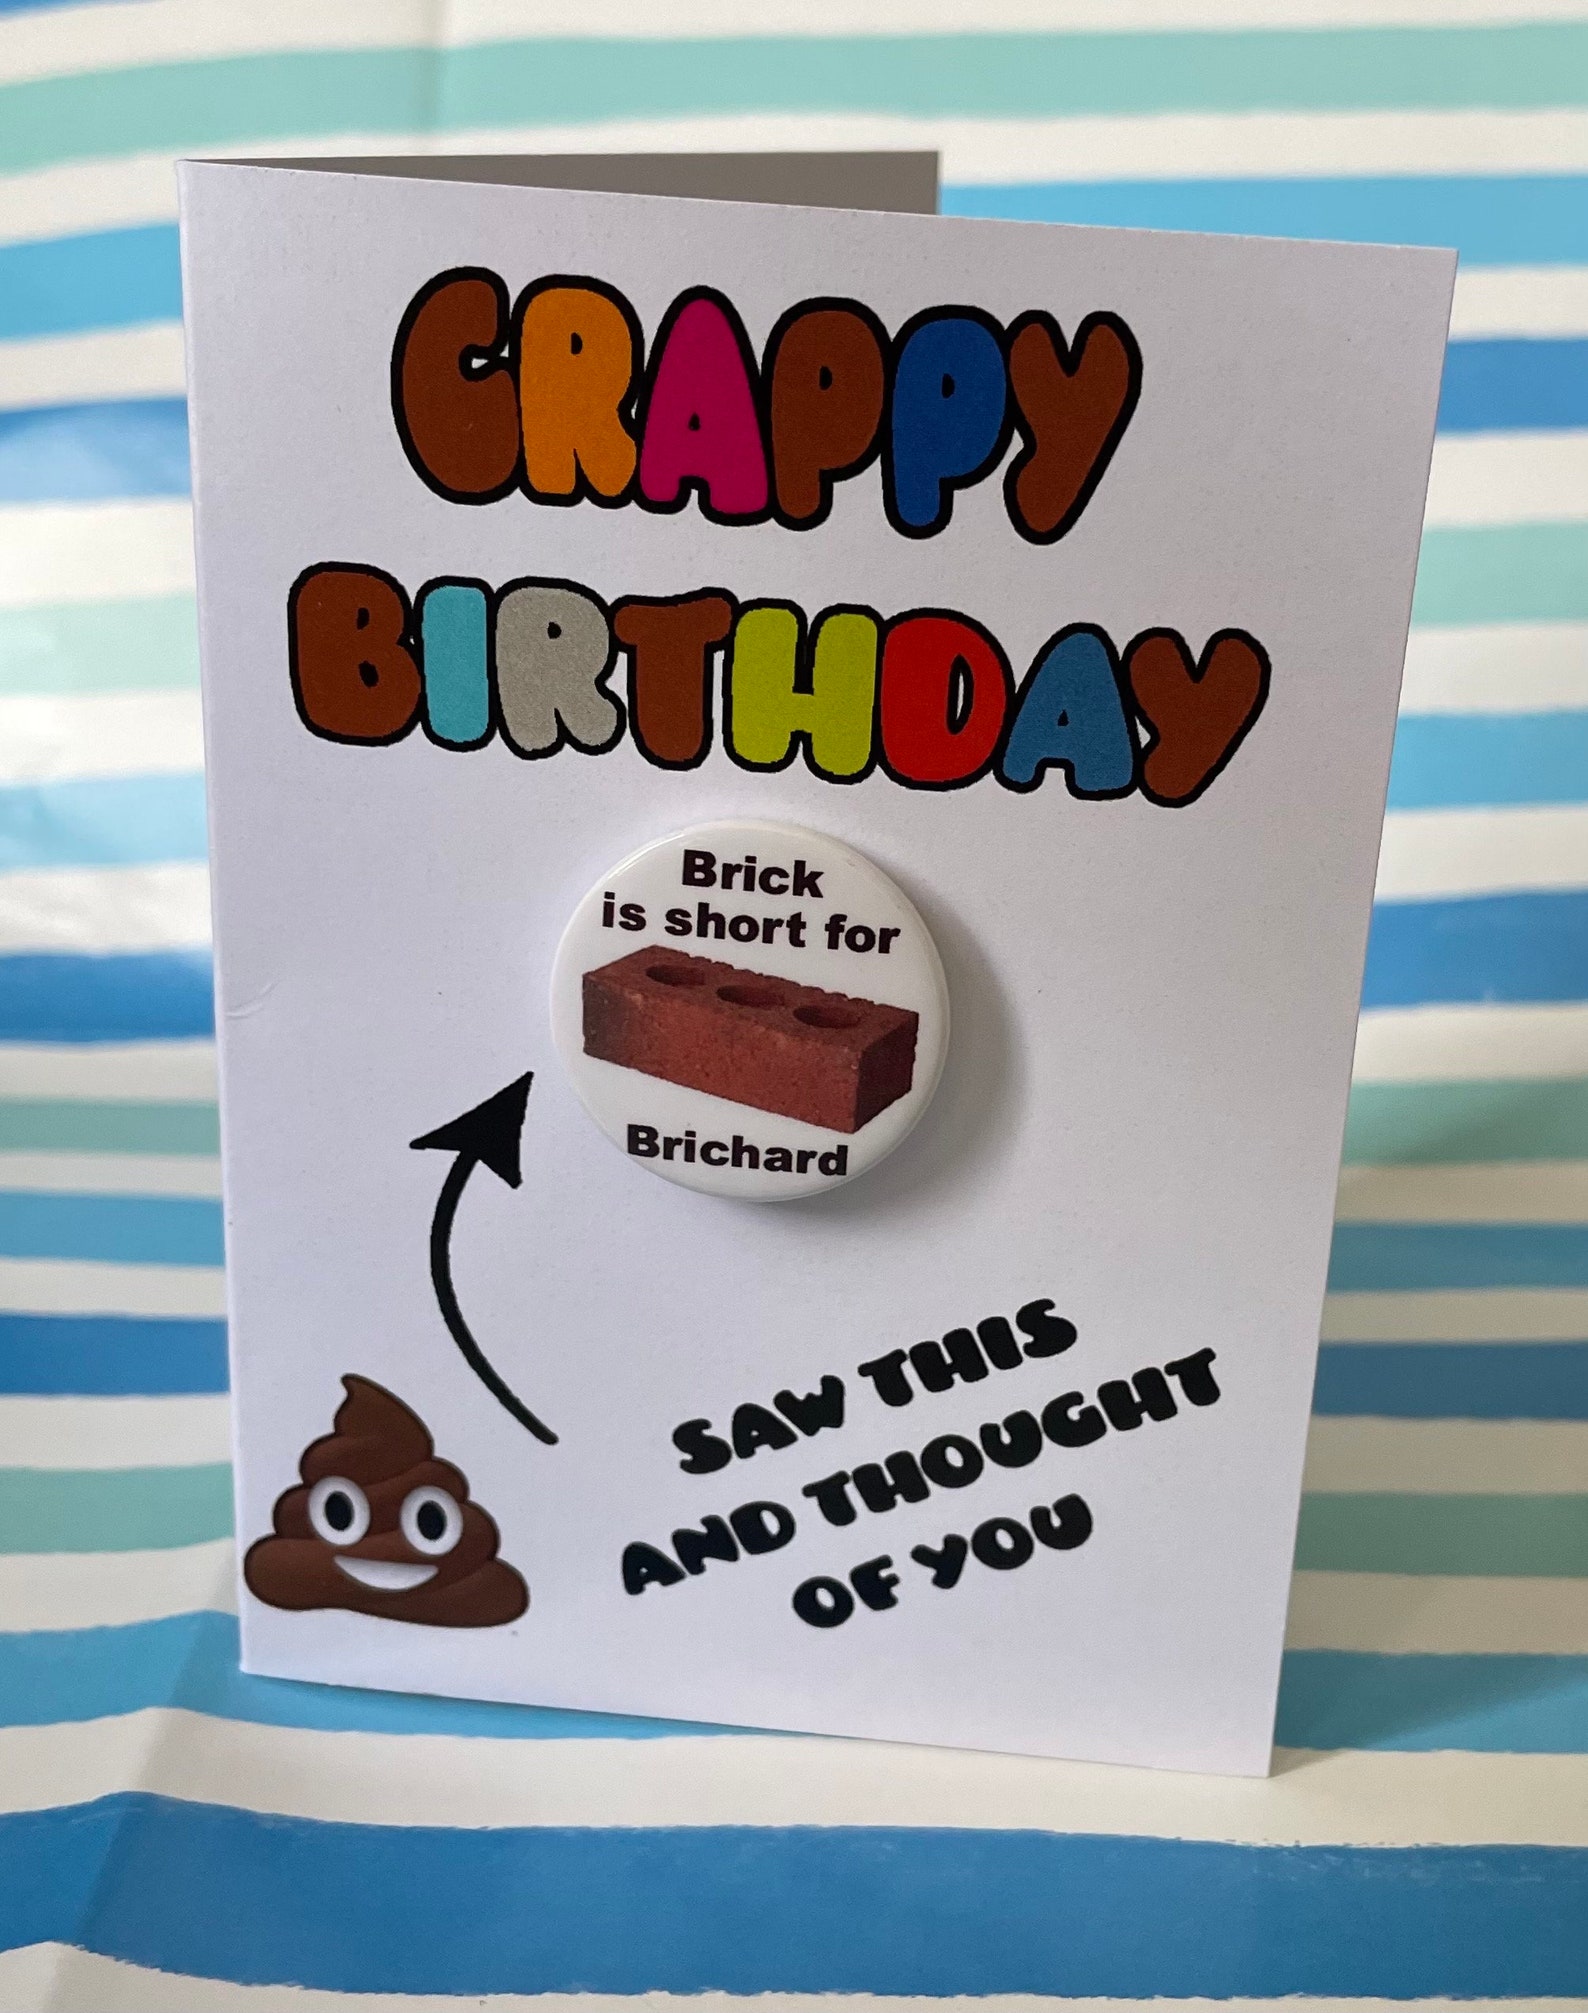 CRAPPY
BIRTHDAY
Brick
is short for
Brichard
SAW THIS
AND THOUGHT
OF YOU